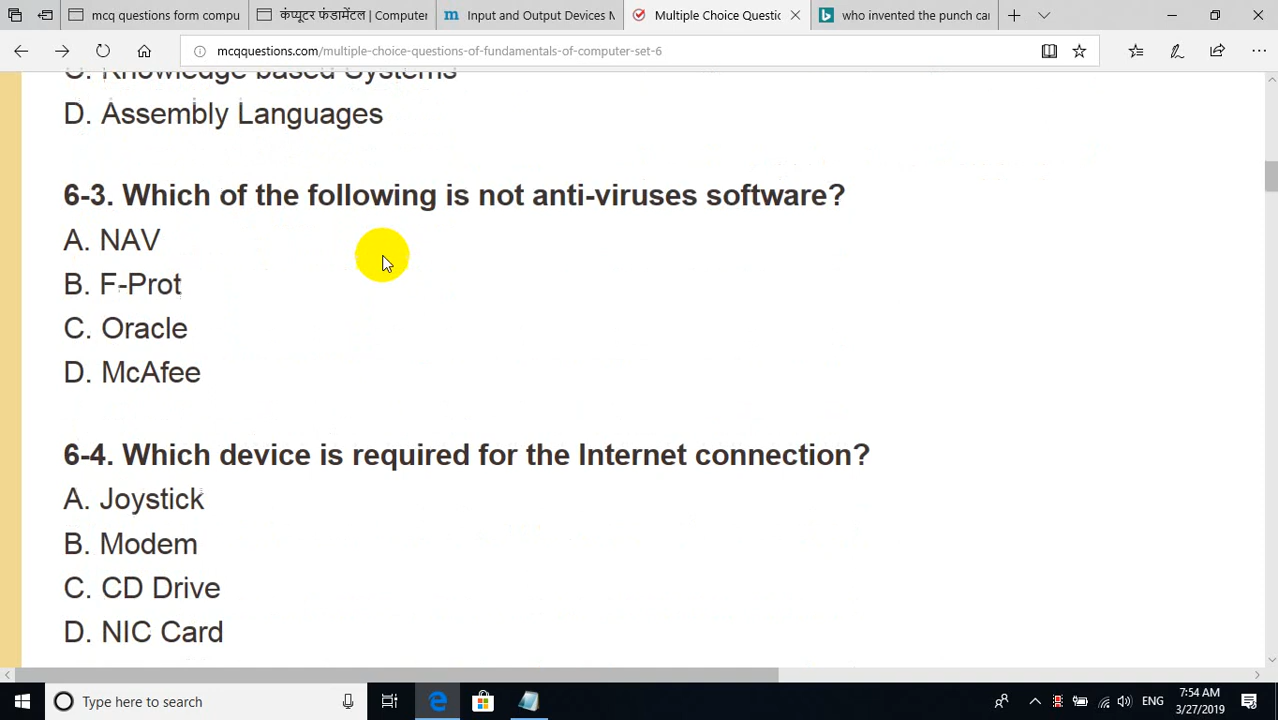 mcq questions form compu
कंप्यूटर फंडामेंटल | Computer
Input and Output Devices M
Multiple Choice Questic
who invented the punch car
mcqquestions.com/multiple-choice-questions-of-fundamentals-of-computer-set-6
C. Knowledge based Systems
D. Assembly Languages
6-3. Which of the following is not anti-viruses software?
A. NAV
B. F-Prot
C. Oracle
D. McAfee
6-4. Which device is required for the Internet connection?
A. Joystick
B. Modem
C. CD Drive
D. NIC Card
Type here to search
ENG
7:54 AM
3/27/2019